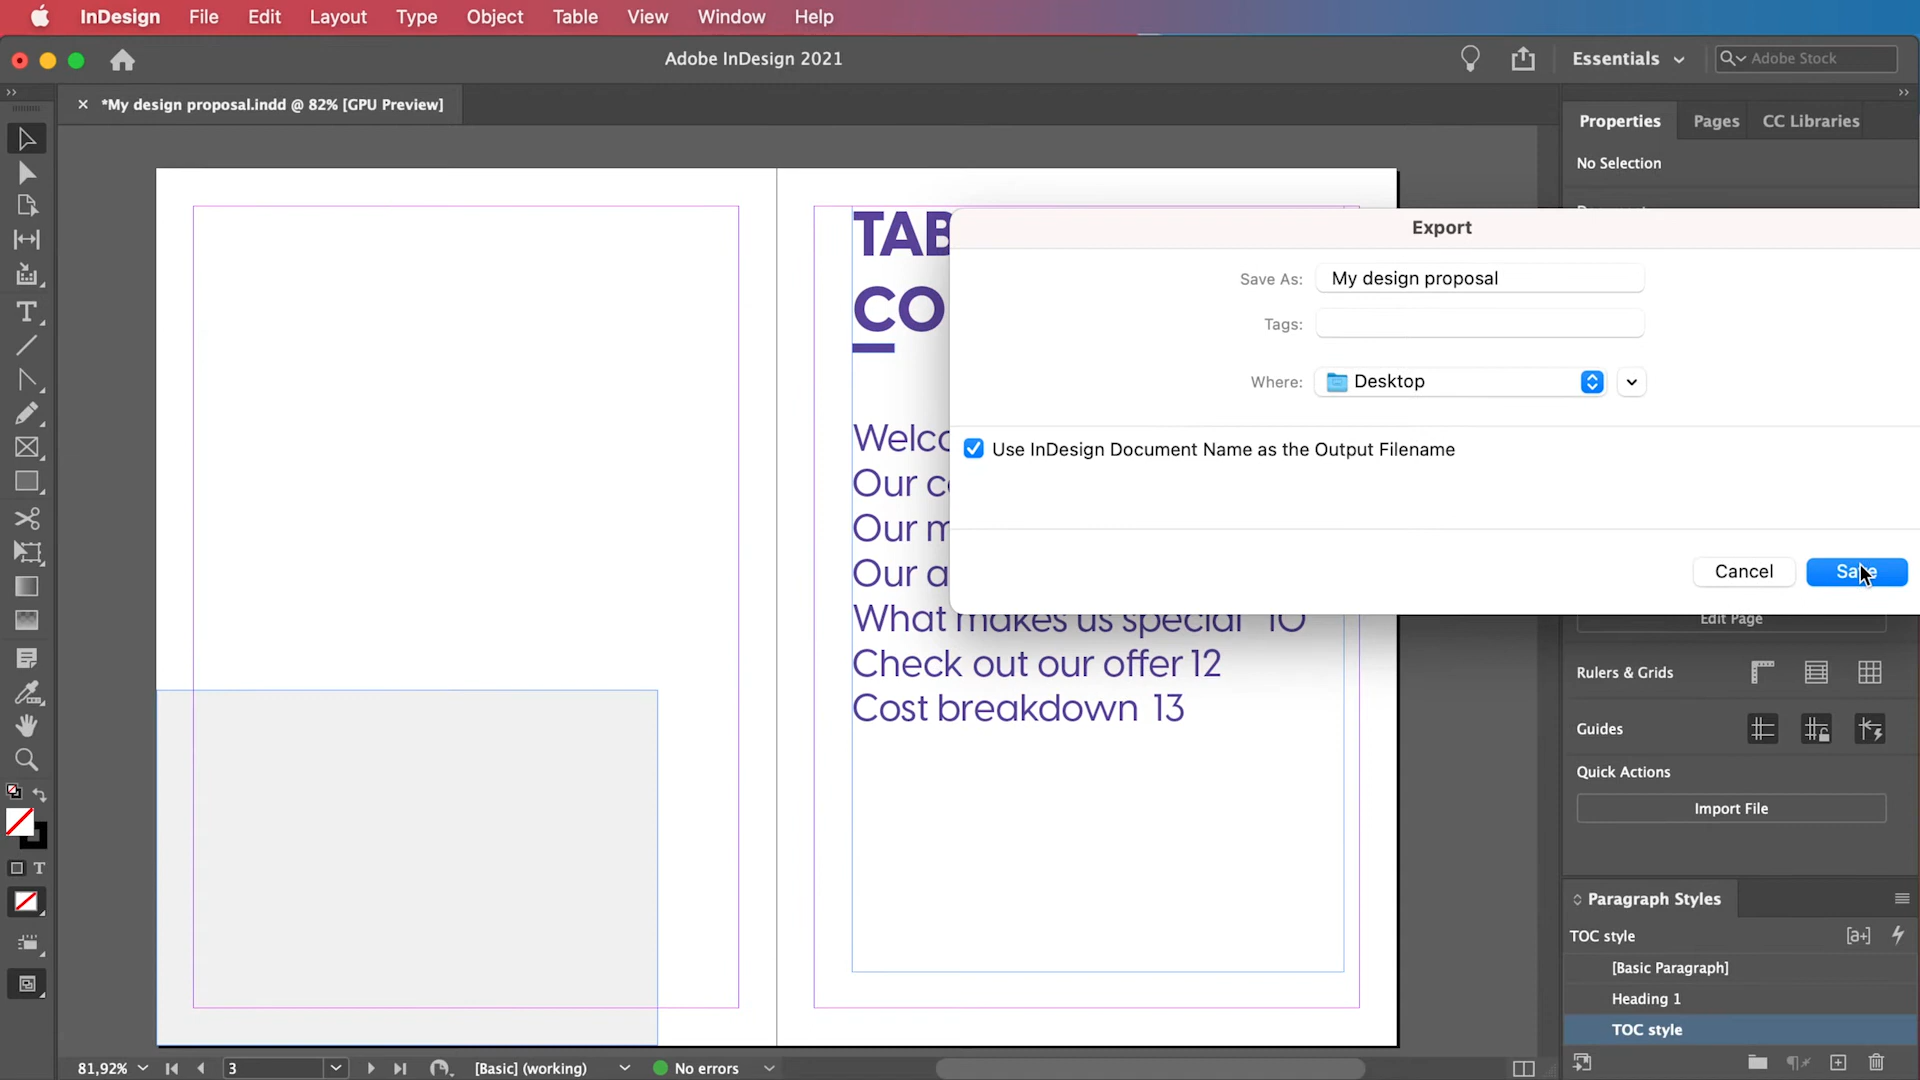 InDesign File Edit Layout Type Object Table View Window Help
Adobe InDesign 2021
Essentials
Adobe Stock
*My design proposal.indd @ 82% [GPU Preview]
Properties Pages CC Libraries
No Selection
Export
Save As: My design proposal
Tags:
Where: Desktop
Use InDesign Document Name as the Output Filename
Cancel
TAB
CO
Welco
Our
Our
Our
What makes us special 10
Check out our offer 12
Cost breakdown 13
Edit Page
Rulers & Grids
Guides
Quick Actions
Import File
Paragraph Styles
TOC style
[a+]
[Basic Paragraph]
Heading 1
TOC style
81,92% 3 [Basic] (working) No errors